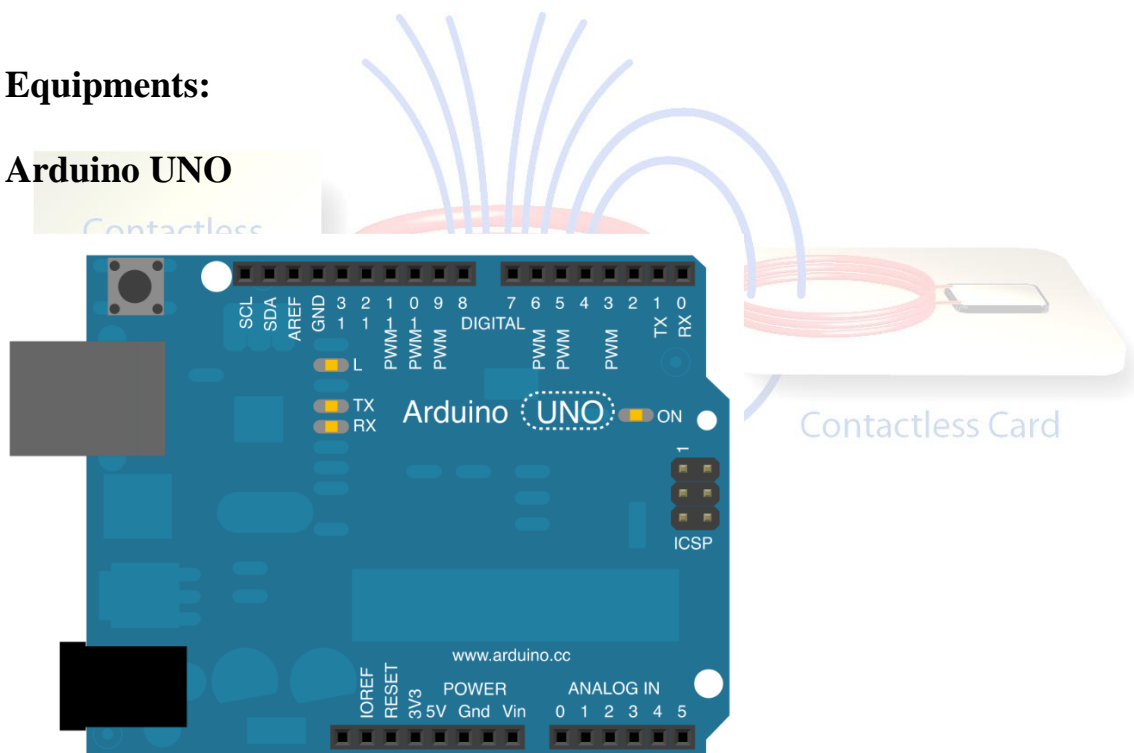 Equipments:
Arduino UNO
Contactless
SCL SDA AREF GND 13 12 11 10 9 8 7 6 5 4 3 2 1 0
PWM PWM PWM DIGITAL PWM PWM PWM TX RX
L
TX
RX
Arduino UNO ON
1
ICSP
Contactless Card
www.arduino.cc
POWER ANALOG IN
IOREF RESET 3V3 5V Gnd Vin 0 1 2 3 4 5